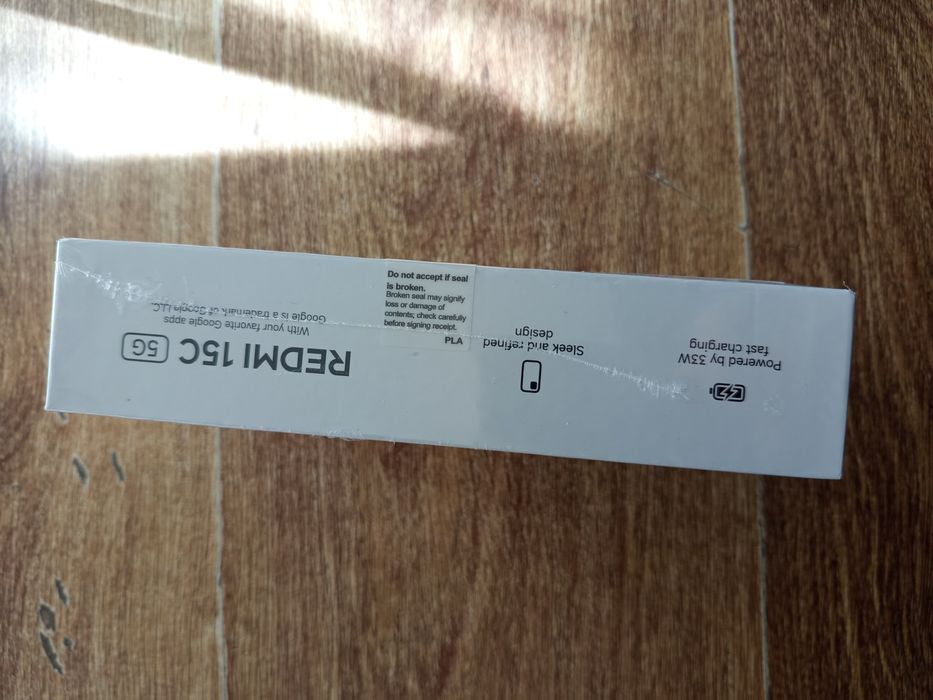 Do not accept if seal
is broken.
Broken seal may signify
loss or damage of
contents; check carefully
before signing receipt.
PLA
REDMI 15C 5G
With your favorite Google apps
Google is a trademark of Google LLC.
Sleek and refined
design
Powered by 33W
fast charging